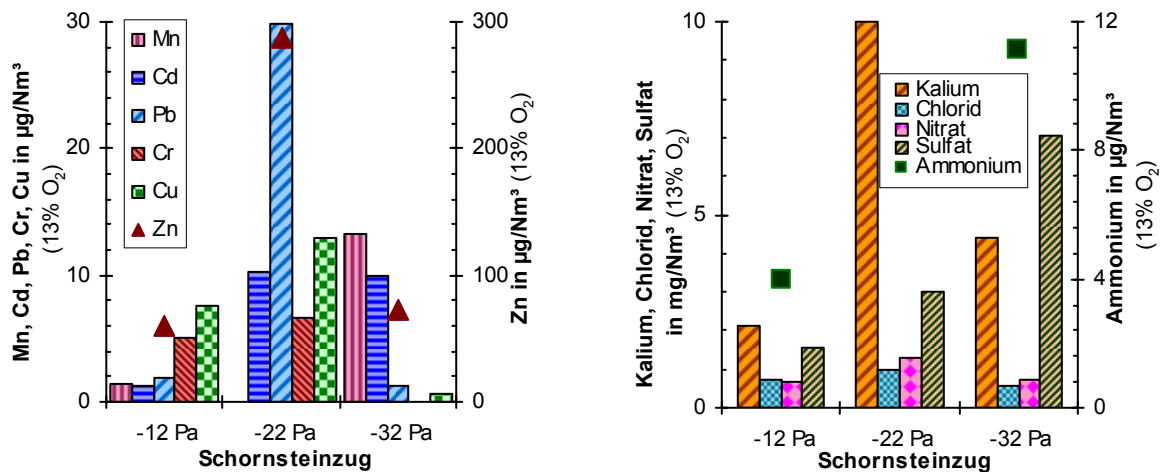 Mn, Cd, Pb, Cr, Cu in µg/Nm³
(13% O₂)
30
20
10
0
Mn
Cd
Pb
Cr
Cu
Zn
300
200
100
0
Zn in µg/Nm³ (13% O₂)
-12 Pa
-22 Pa
-32 Pa
Schornsteinzug
Kalium, Chlorid, Nitrat, Sulfat
in mg/Nm³ (13% O₂)
10
5
0
Kalium
Chlorid
Nitrat
Sulfat
Ammonium
12
8
4
0
Ammonium in µg/Nm³
(13% O₂)
-12 Pa
-22 Pa
-32 Pa
Schornsteinzug